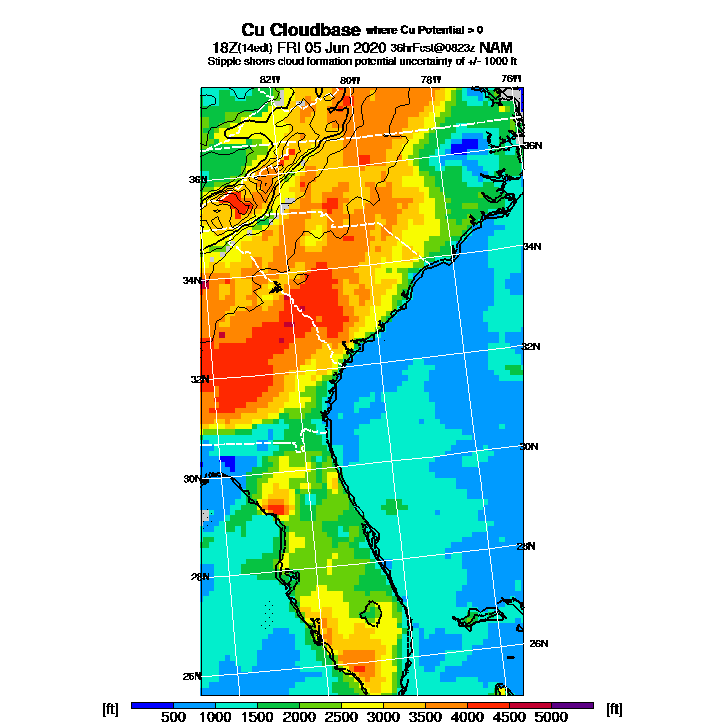 Cu Cloudbase where Cu Potential > 0
18Z(14edt) FRI 05 Jun 2020 36hrFcst@0823z NAM
Stipple shows cloud formation potential uncertainty of +/- 1000 ft
82W 80W 78W 76W
36N
36N
34N
34N
32N
32N
30N
30N
28N
28N
26N
26N
[ft] 500 1000 1500 2000 2500 3000 3500 4000 4500 5000 [ft]